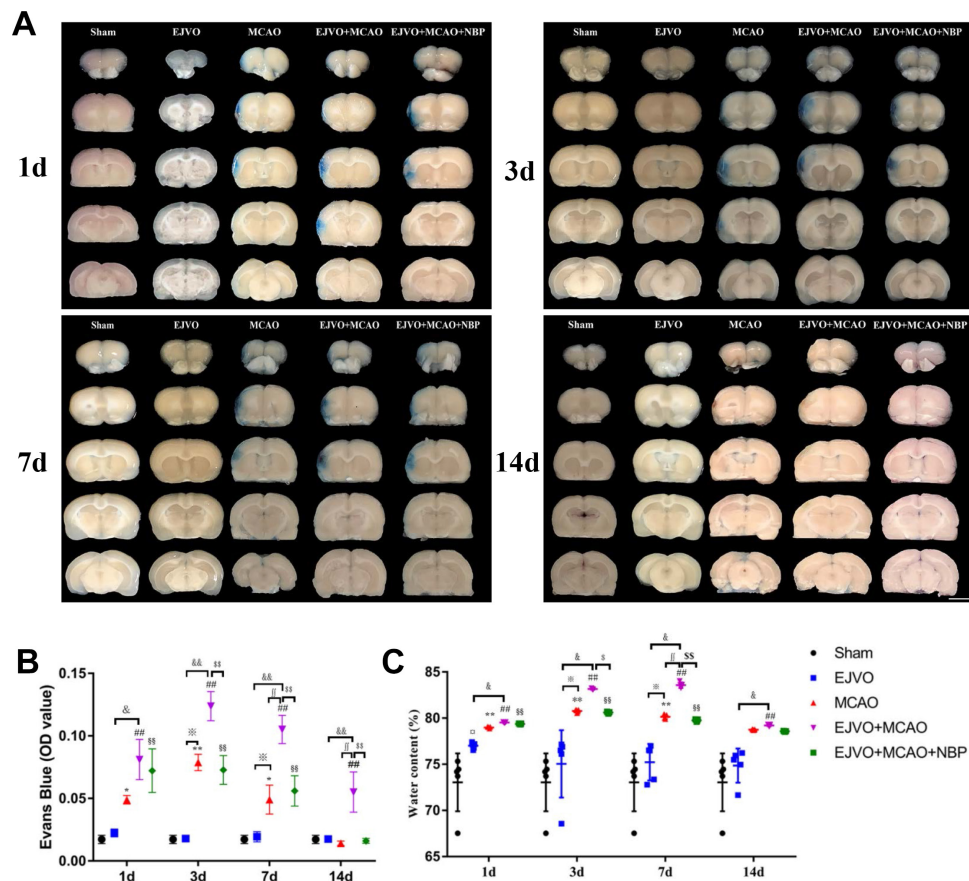 A
Sham EJVO MCAO EJVO+MCAO EJVO+MCAO+NBP
1d
Sham EJVO MCAO EJVO+MCAO EJVO+MCAO+NBP
3d
Sham EJVO MCAO EJVO+MCAO EJVO+MCAO+NBP
7d
Sham EJVO MCAO EJVO+MCAO EJVO+MCAO+NBP
14d
B
Evans Blue (OD value)
0.15
0.10
0.05
0.00
1d 3d 7d 14d
&
##
§§
*
&& $$
##
※
**
§§
&&
∬ $$
##
※
*
§§
&&
∬ $$
##
C
Water content (%)
85
80
75
70
65
1d 3d 7d 14d
&
##
** §§
□
& $
##
※
**
§§
&
∬ $$
##
※
**
§§
&
##
Sham
EJVO
MCAO
EJVO+MCAO
EJVO+MCAO+NBP